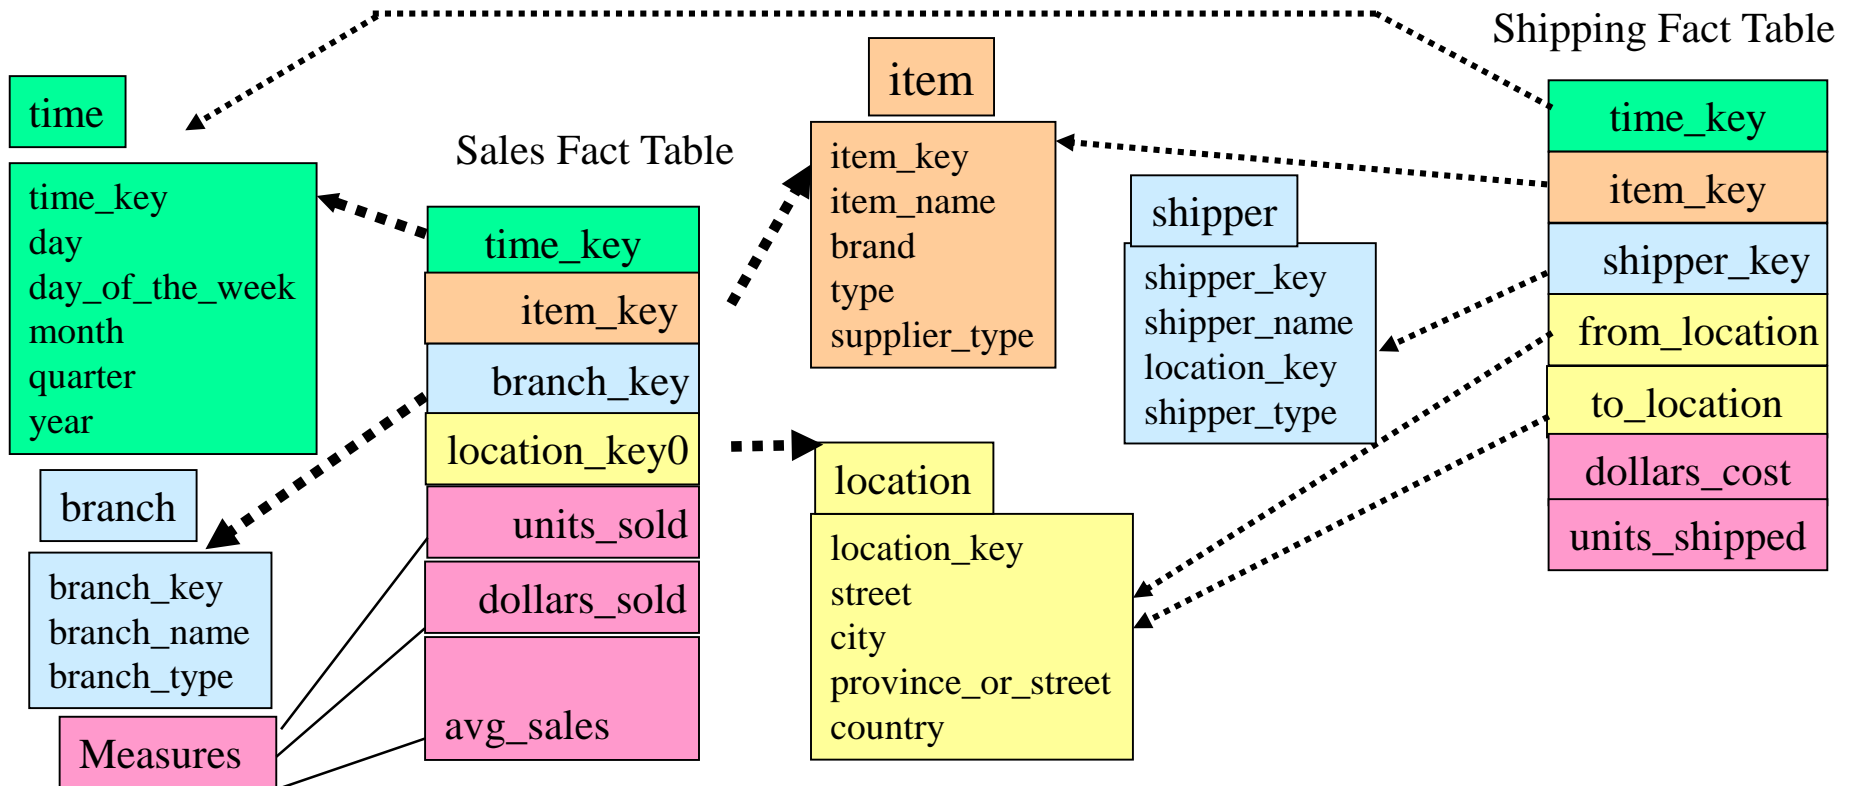 Shipping Fact Table
time
time_key
day
day_of_the_week
month
quarter
year
branch
branch_key
branch_name
branch_type
Measures
Sales Fact Table
time_key
item_key
branch_key
location_key0
units_sold
dollars_sold
avg_sales
item
item_key
item_name
brand
type
supplier_type
location
location_key
street
city
province_or_street
country
shipper
shipper_key
shipper_name
location_key
shipper_type
time_key
item_key
shipper_key
from_location
to_location
dollars_cost
units_shipped